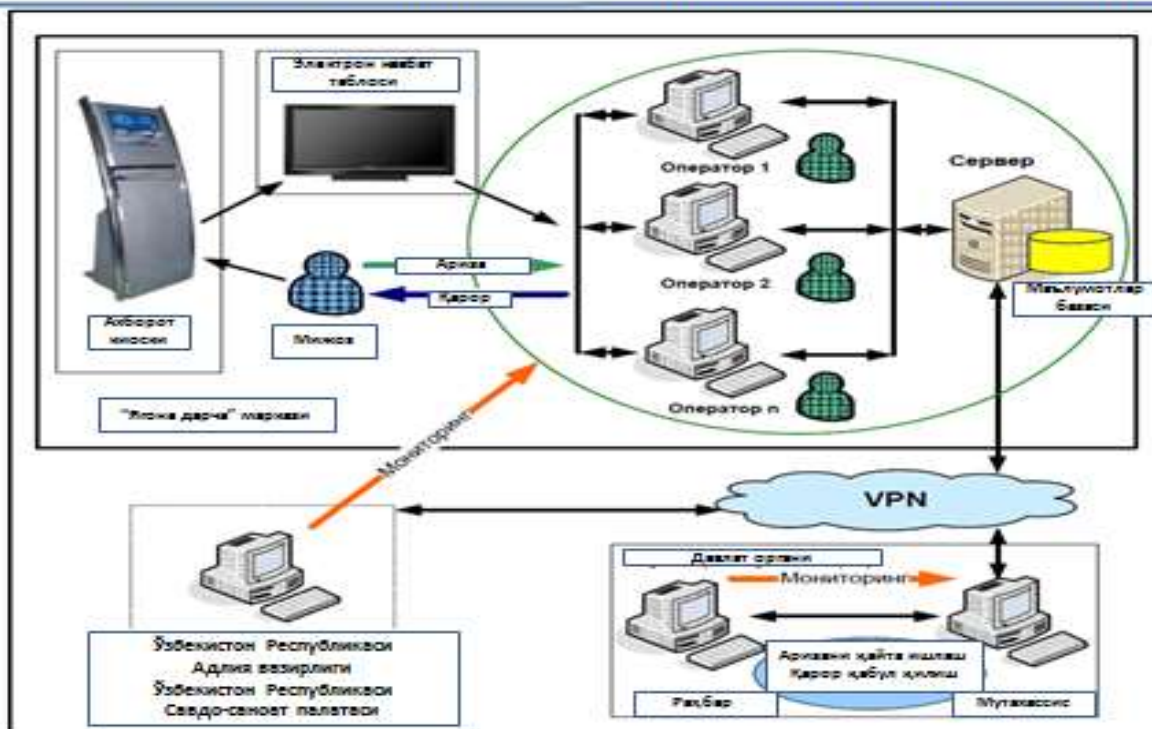 Электрон навбат
таблоси
Оператор 1
Сервер
Ариза
Оператор 2
Қарор
Маълумотлар
базаси
Ахборот
киоски
Мижоз
Оператор n
"Ягона дарча" маркази
Мониторинг
VPN
Давлат органи
Мониторинг
Ўзбекистон Республикаси
Адлия вазирлиги
Ўзбекистон Республикаси
Савдо-саноат палатаси
Аризани қайта ишлаш
Қарор қабул қилиш
Раҳбар
Мутахассис